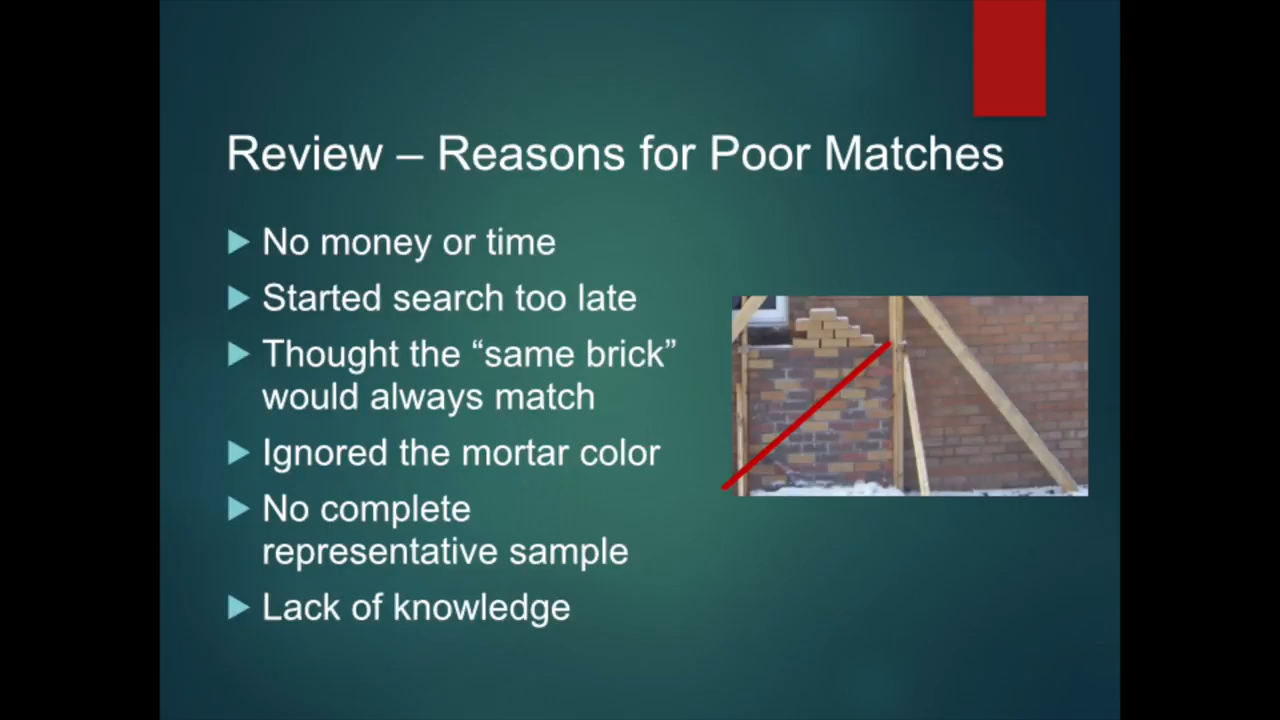 Review – Reasons for Poor Matches
No money or time
Started search too late
Thought the “same brick”
would always match
Ignored the mortar color
No complete
representative sample
Lack of knowledge